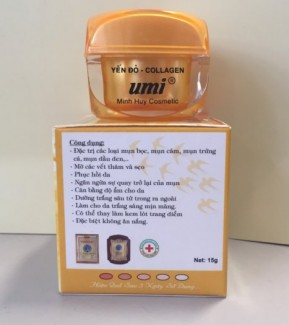 YẾN ĐỎ - COLLAGEN
umi®
Minh Huy Cosmetic
Công dụng:
- Đặc trị các loại mụn bọc, mụn cám, mụn trứng
cá, mụn đầu đen,..
- Mờ các vết thâm và sẹo
- Phục hồi da
- Ngăn ngừa sự quay trở lại của mụn
- Cân bằng độ ẩm cho da
- Dưỡng trắng sâu từ trong ra ngoài
- Làm cho da trắng sáng mịn màng.
- Có thể thay làm kem lót trang điểm
- Đặc biệt không ăn nắng.
Net: 15g
5 Ngày